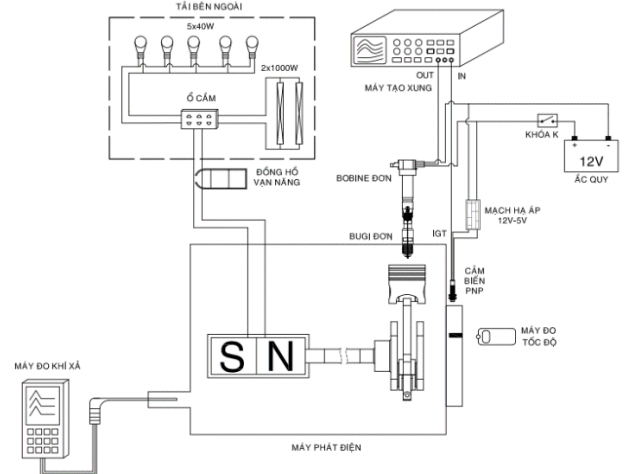 TẢI BÊN NGOÀI
5x40W
2x1000W
Ổ CẮM
ĐỒNG HỒ
VẠN NĂNG
OUT
IN
MÁY TẠO XUNG
KHÓA K
+ -
12V
ẮC QUY
BOBINE ĐƠN
MẠCH HẠ ÁP
12V-5V
BUGI ĐƠN
IGT
CẢM
BIẾN
PNP
MÁY ĐO
TỐC ĐỘ
S N
MÁY ĐO KHÍ XẢ
MÁY PHÁT ĐIỆN